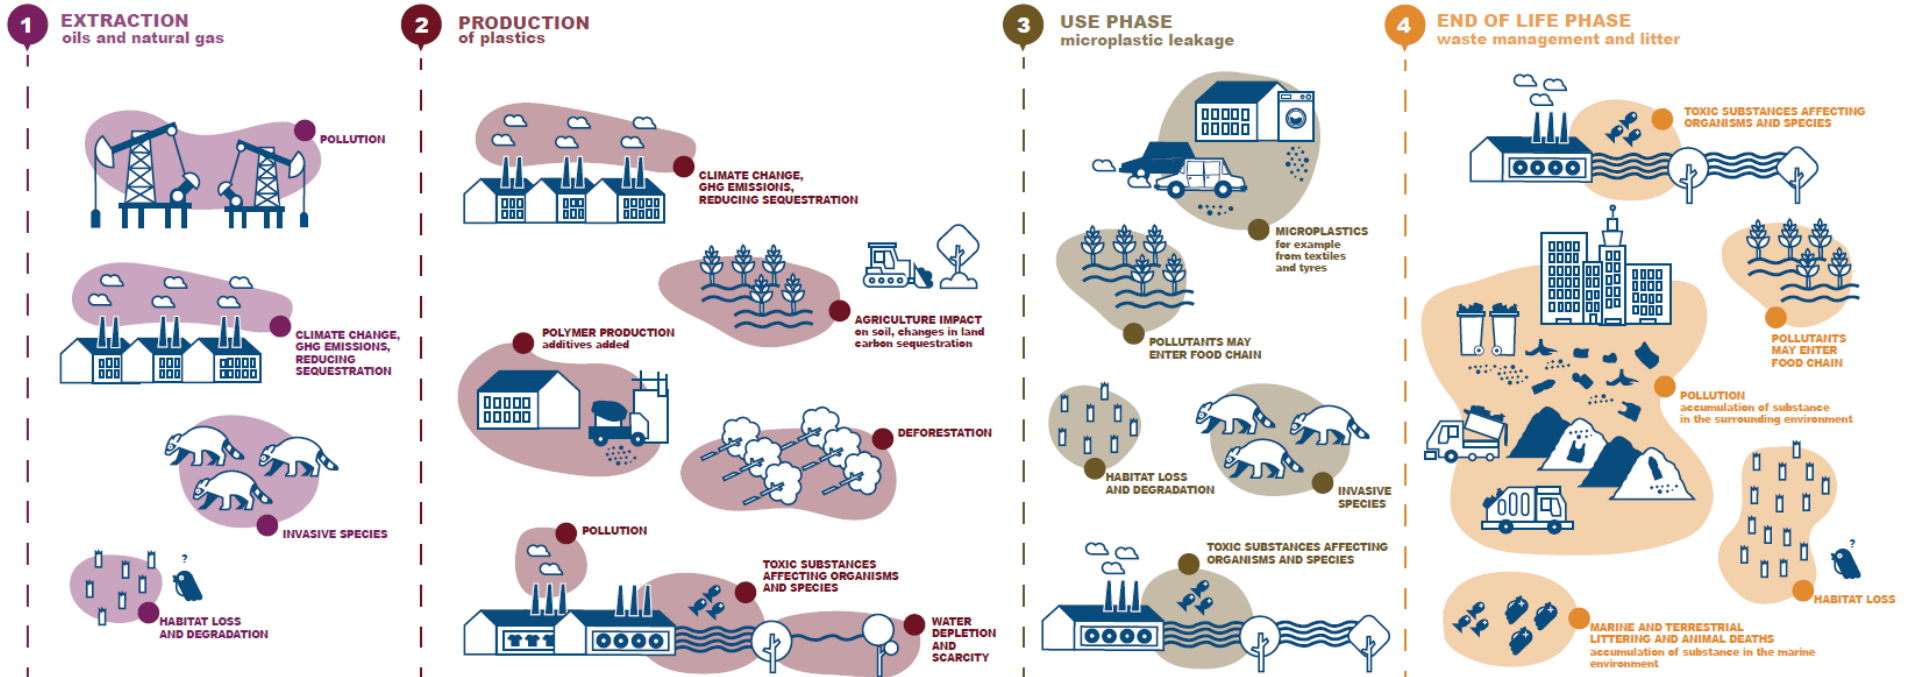 1
EXTRACTION
oils and natural gas
POLLUTION
CLIMATE CHANGE,
GHG EMISSIONS,
REDUCING
SEQUESTRATION
INVASIVE SPECIES
?
HABITAT LOSS
AND DEGRADATION
2
PRODUCTION
of plastics
CLIMATE CHANGE,
GHG EMISSIONS,
REDUCING SEQUESTRATION
AGRICULTURE IMPACT
on soil, changes in land
carbon sequestration
POLYMER PRODUCTION
additives added
DEFORESTATION
POLLUTION
TOXIC SUBSTANCES
AFFECTING ORGANISMS
AND SPECIES
WATER
DEPLETION
AND
SCARCITY
3
USE PHASE
microplastic leakage
MICROPLASTICS
for example
from textiles
and tyres
POLLUTANTS MAY
ENTER FOOD CHAIN
HABITAT LOSS
AND DEGRADATION
INVASIVE
SPECIES
TOXIC SUBSTANCES AFFECTING
ORGANISMS AND SPECIES
4
END OF LIFE PHASE
waste management and litter
TOXIC SUBSTANCES AFFECTING
ORGANISMS AND SPECIES
POLLUTANTS
MAY ENTER
FOOD CHAIN
POLLUTION
accumulation of substance
in the surrounding environment
?
HABITAT LOSS
MARINE AND TERRESTRIAL
LITTERING AND ANIMAL DEATHS
accumulation of substance in the marine
environment